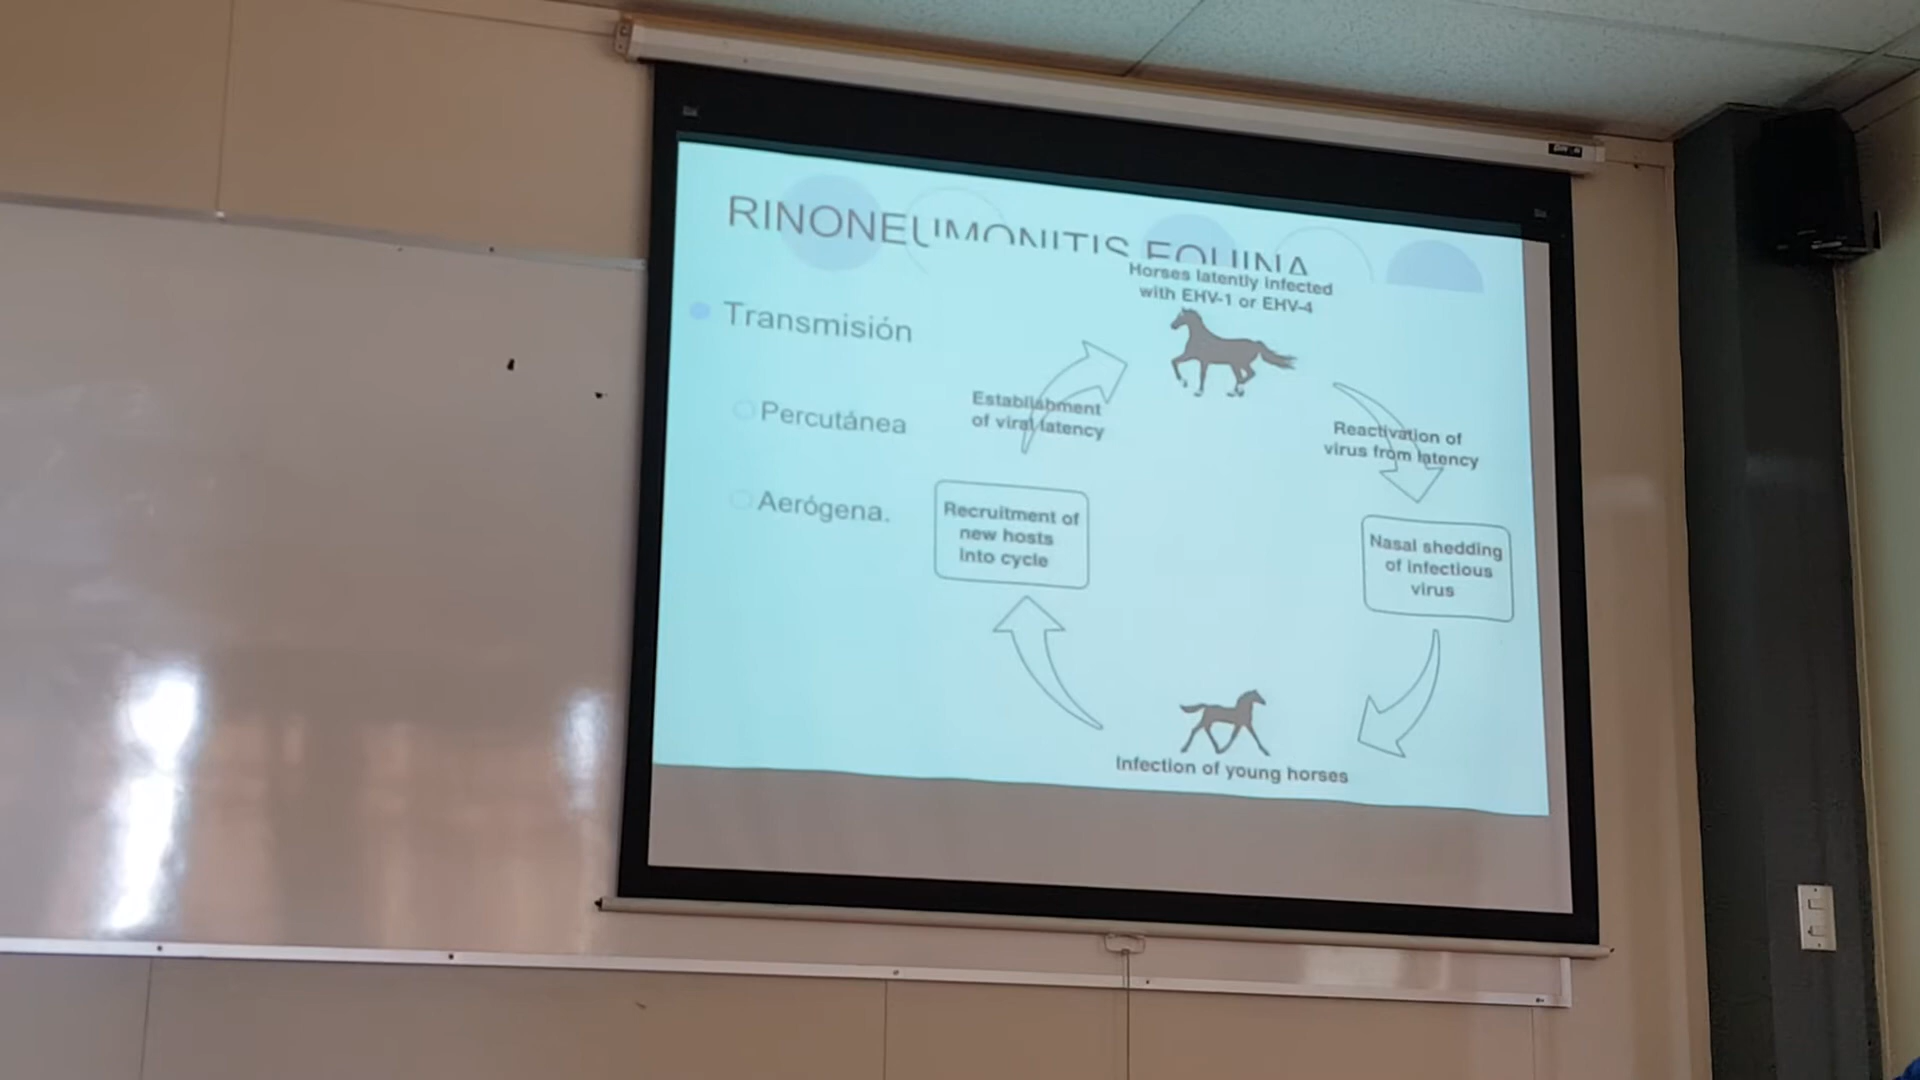 RINONEUMONITIS EQUINA
Transmisión
Percutánea
Aerógena.
Horses latently infected
with EHV-1 or EHV-4
Reactivation of
virus from latency
Nasal shedding
of infectious
virus
Infection of young horses
Recruitment of
new hosts
into cycle
Establishment
of viral latency